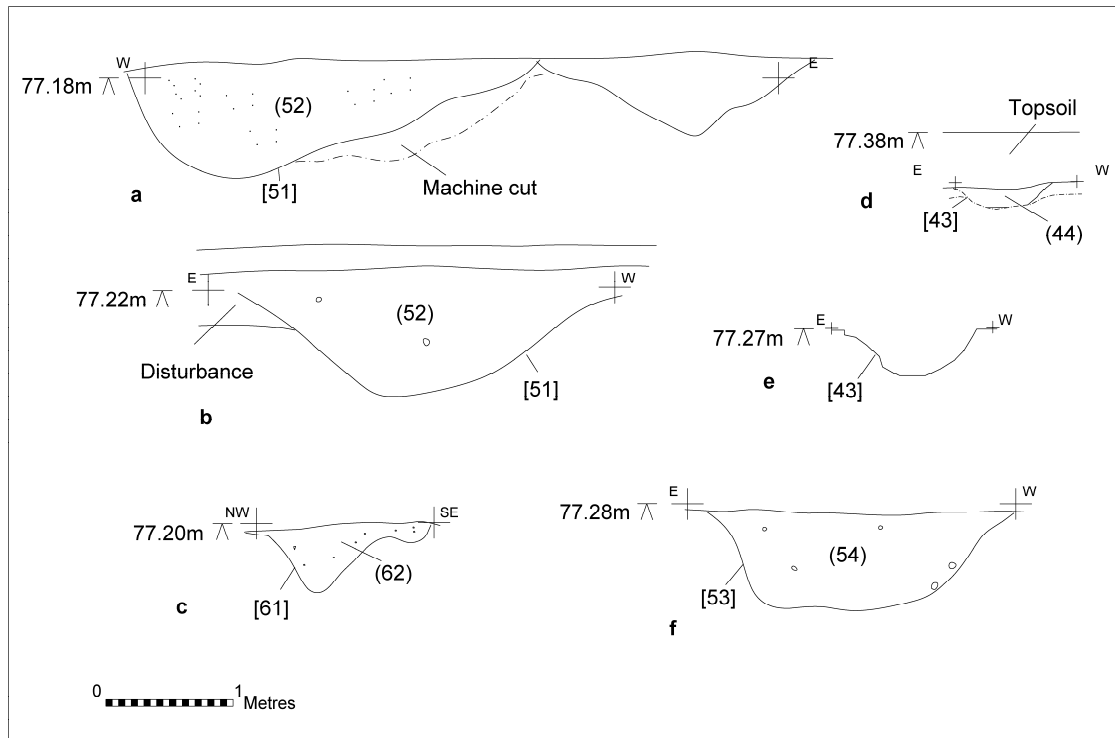 W
E
77.18m
(52)
Machine cut
[51]
a
Topsoil
77.38m
E
W
[43]
(44)
d
E
W
77.22m
(52)
Disturbance
[51]
b
E
W
77.27m
[43]
e
NW
SE
77.20m
(62)
[61]
c
E
W
77.28m
(54)
[53]
f
0 1
Metres